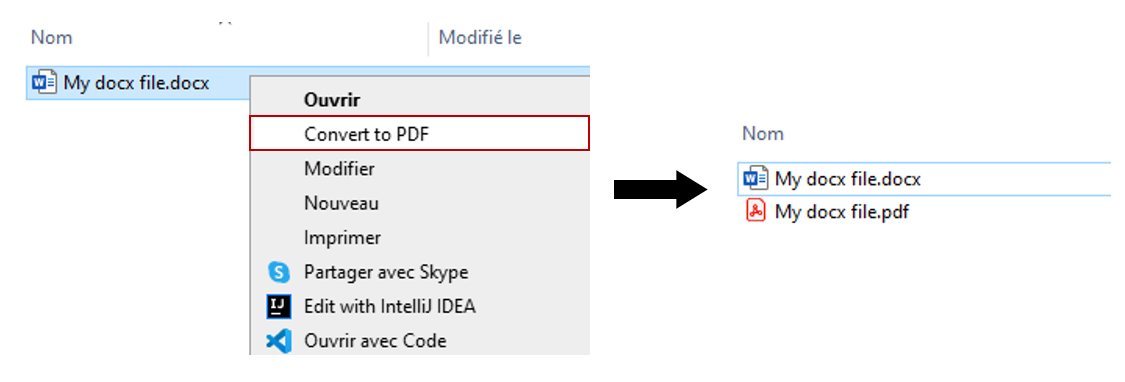 Nom Modifié le
My docx file.docx
Ouvrir
Convert to PDF
Modifier
Nouveau
Imprimer
Partager avec Skype
Edit with IntelliJ IDEA
Ouvrir avec Code
Nom
My docx file.docx
My docx file.pdf